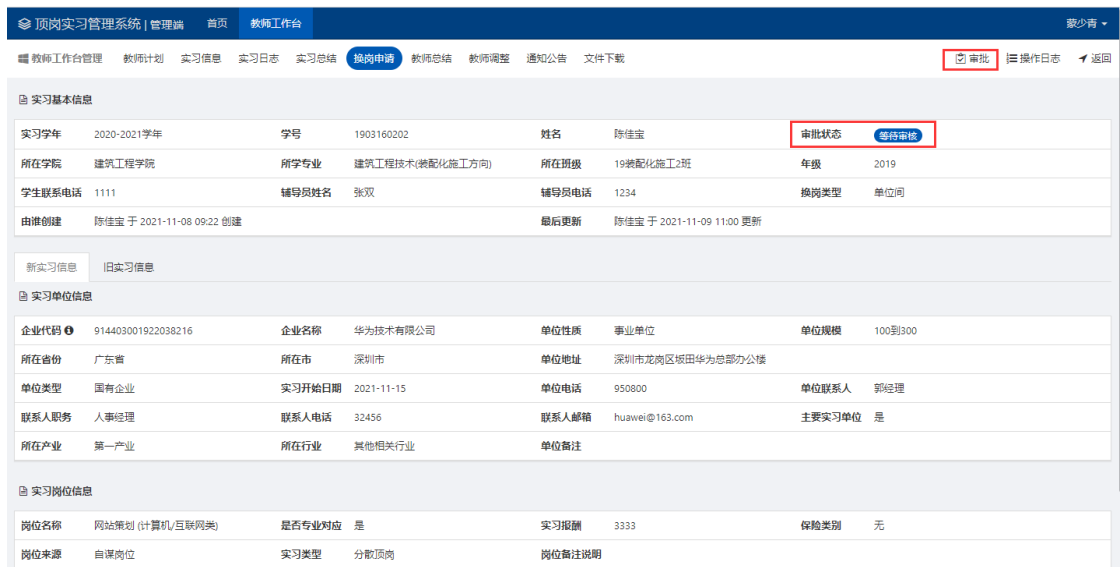 顶岗实习管理系统 | 管理端 首页 教师工作台 蒙少青
教师工作台管理 教师计划 实习信息 实习日志 实习总结 换岗申请 教师总结 教师调整 通知公告 文件下载 审批 操作日志 返回
实习基本信息
实习学年 2020-2021学年 学号 1903160202 姓名 陈佳宝 审批状态 等待审核
所在学院 建筑工程学院 所学专业 建筑工程技术(装配化施工方向) 所在班级 19装配化施工2班 年级 2019
学生联系电话 1111 辅导员姓名 张双 辅导员电话 1234 换岗类型 单位间
由谁创建 陈佳宝 于 2021-11-08 09:22 创建 最后更新 陈佳宝 于 2021-11-09 11:00 更新
新实习信息 旧实习信息
实习单位信息
企业代码 914403001922038216 企业名称 华为技术有限公司 单位性质 事业单位 单位规模 100到300
所在省份 广东省 所在市 深圳市 单位地址 深圳市龙岗区坂田华为总部办公楼
单位类型 国有企业 实习开始日期 2021-11-15 单位电话 950800 单位联系人 郭经理
联系人职务 人事经理 联系人电话 32456 联系人邮箱 huawei@163.com 主要实习单位 是
所在产业 第一产业 所在行业 其他相关行业 单位备注
实习岗位信息
岗位名称 网站策划 (计算机/互联网类) 是否专业对应 是 实习报酬 3333 保险类别 无
岗位来源 自谋岗位 实习类型 分散顶岗 岗位备注说明